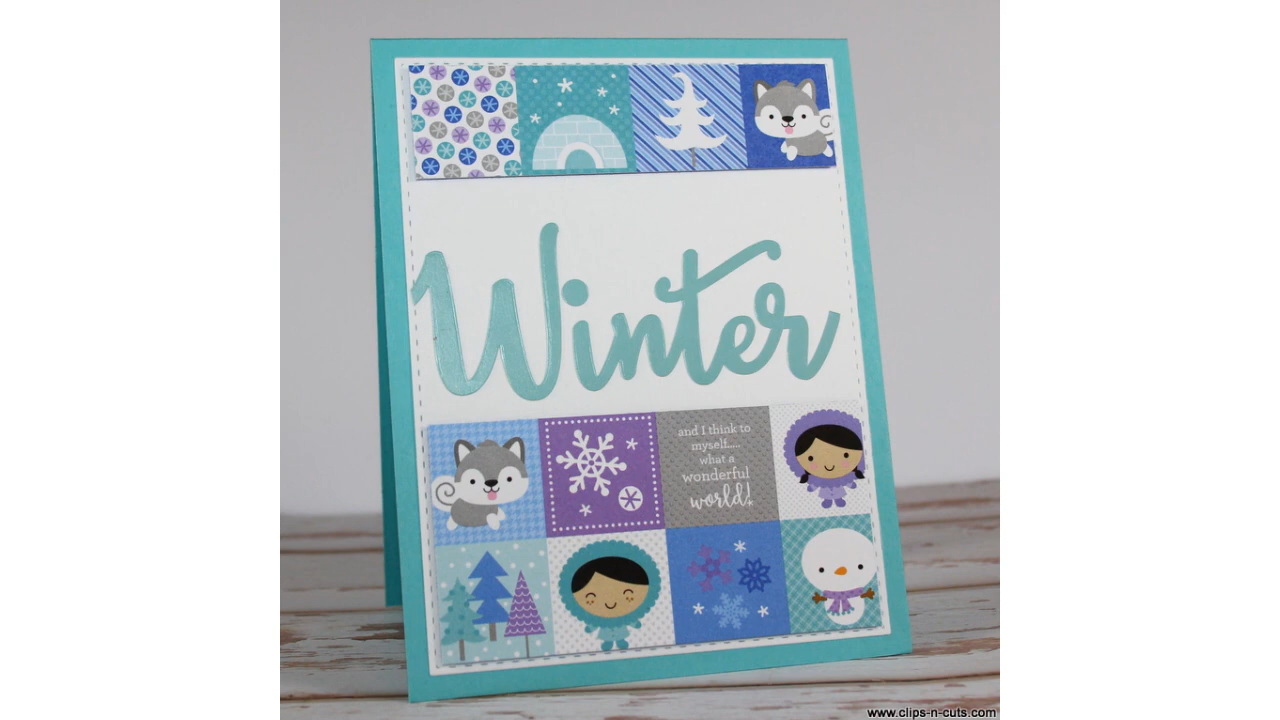 Winter
and I think to
myself.....
what a
wonderful
world!
www.clips-n-cuts.com